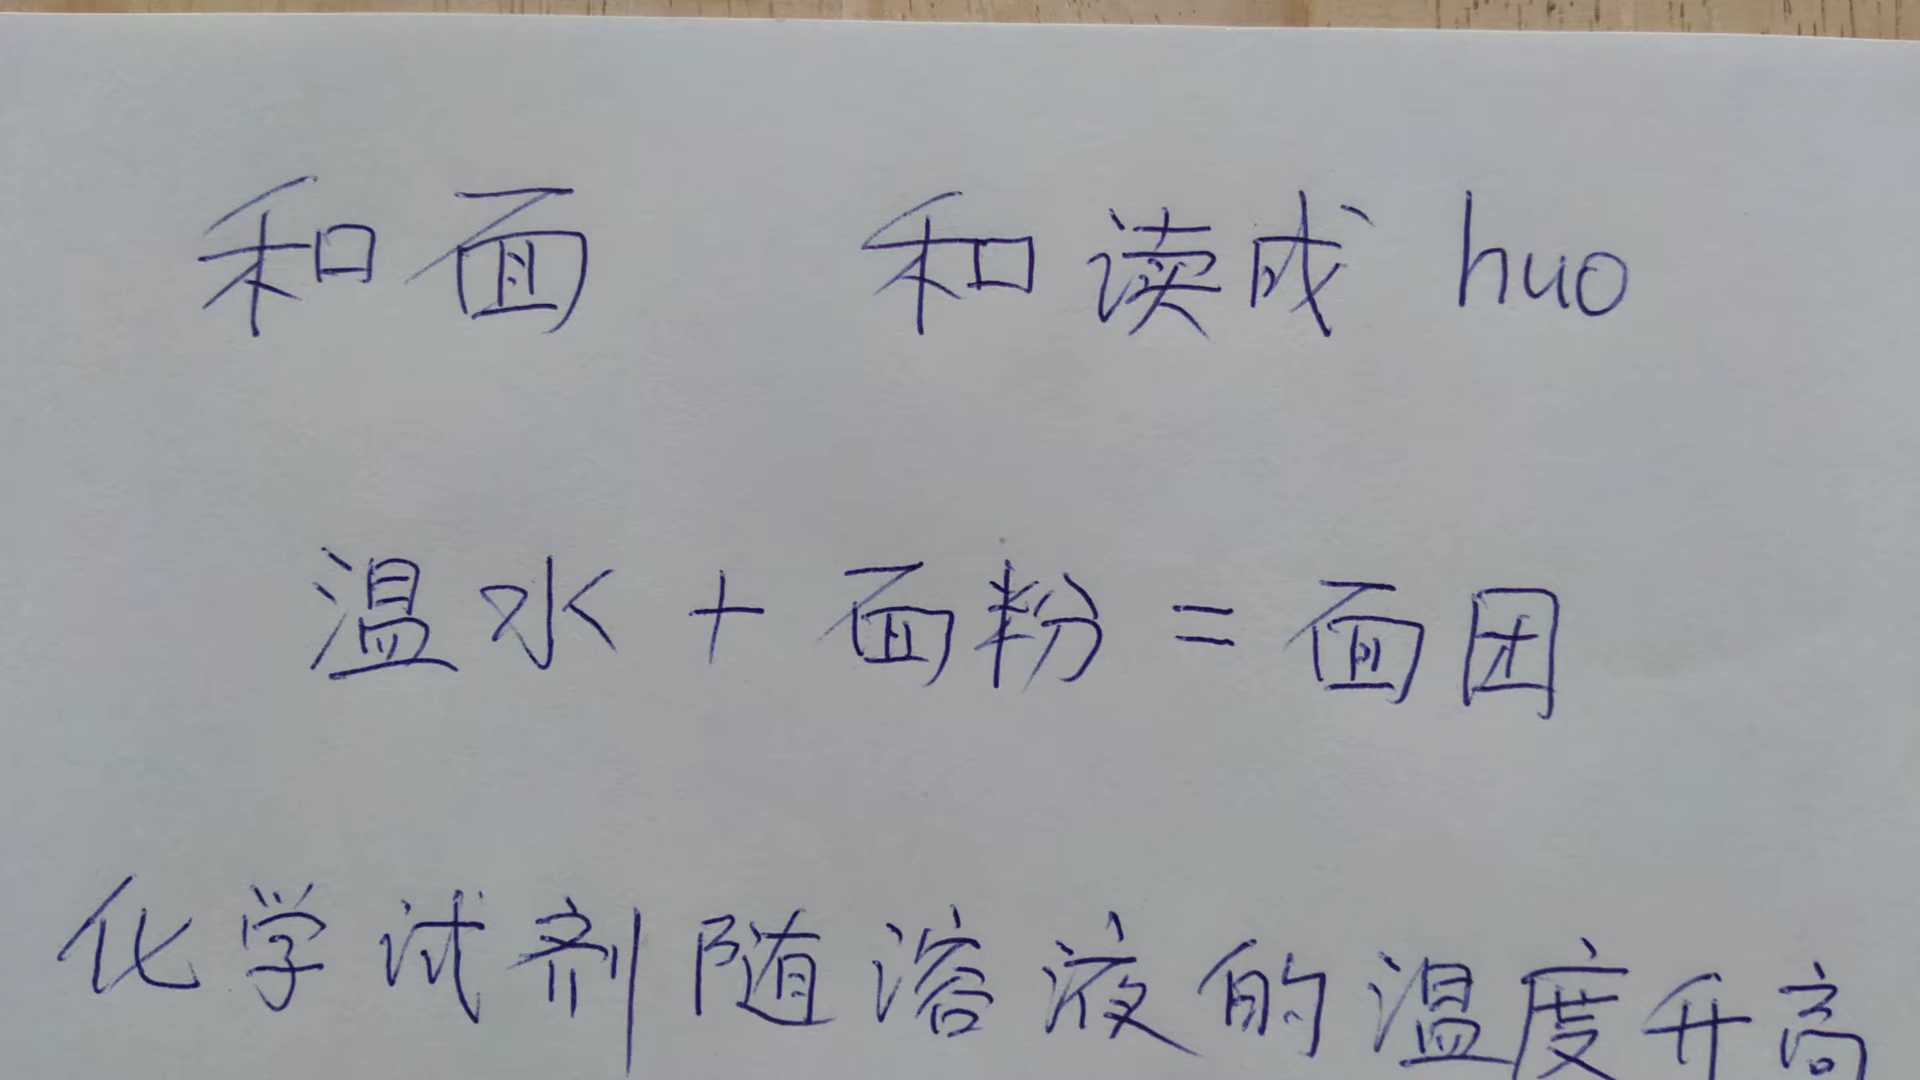 和面 和读成 huo
温水 + 面粉 = 面团
化学试剂随溶液的温度升高